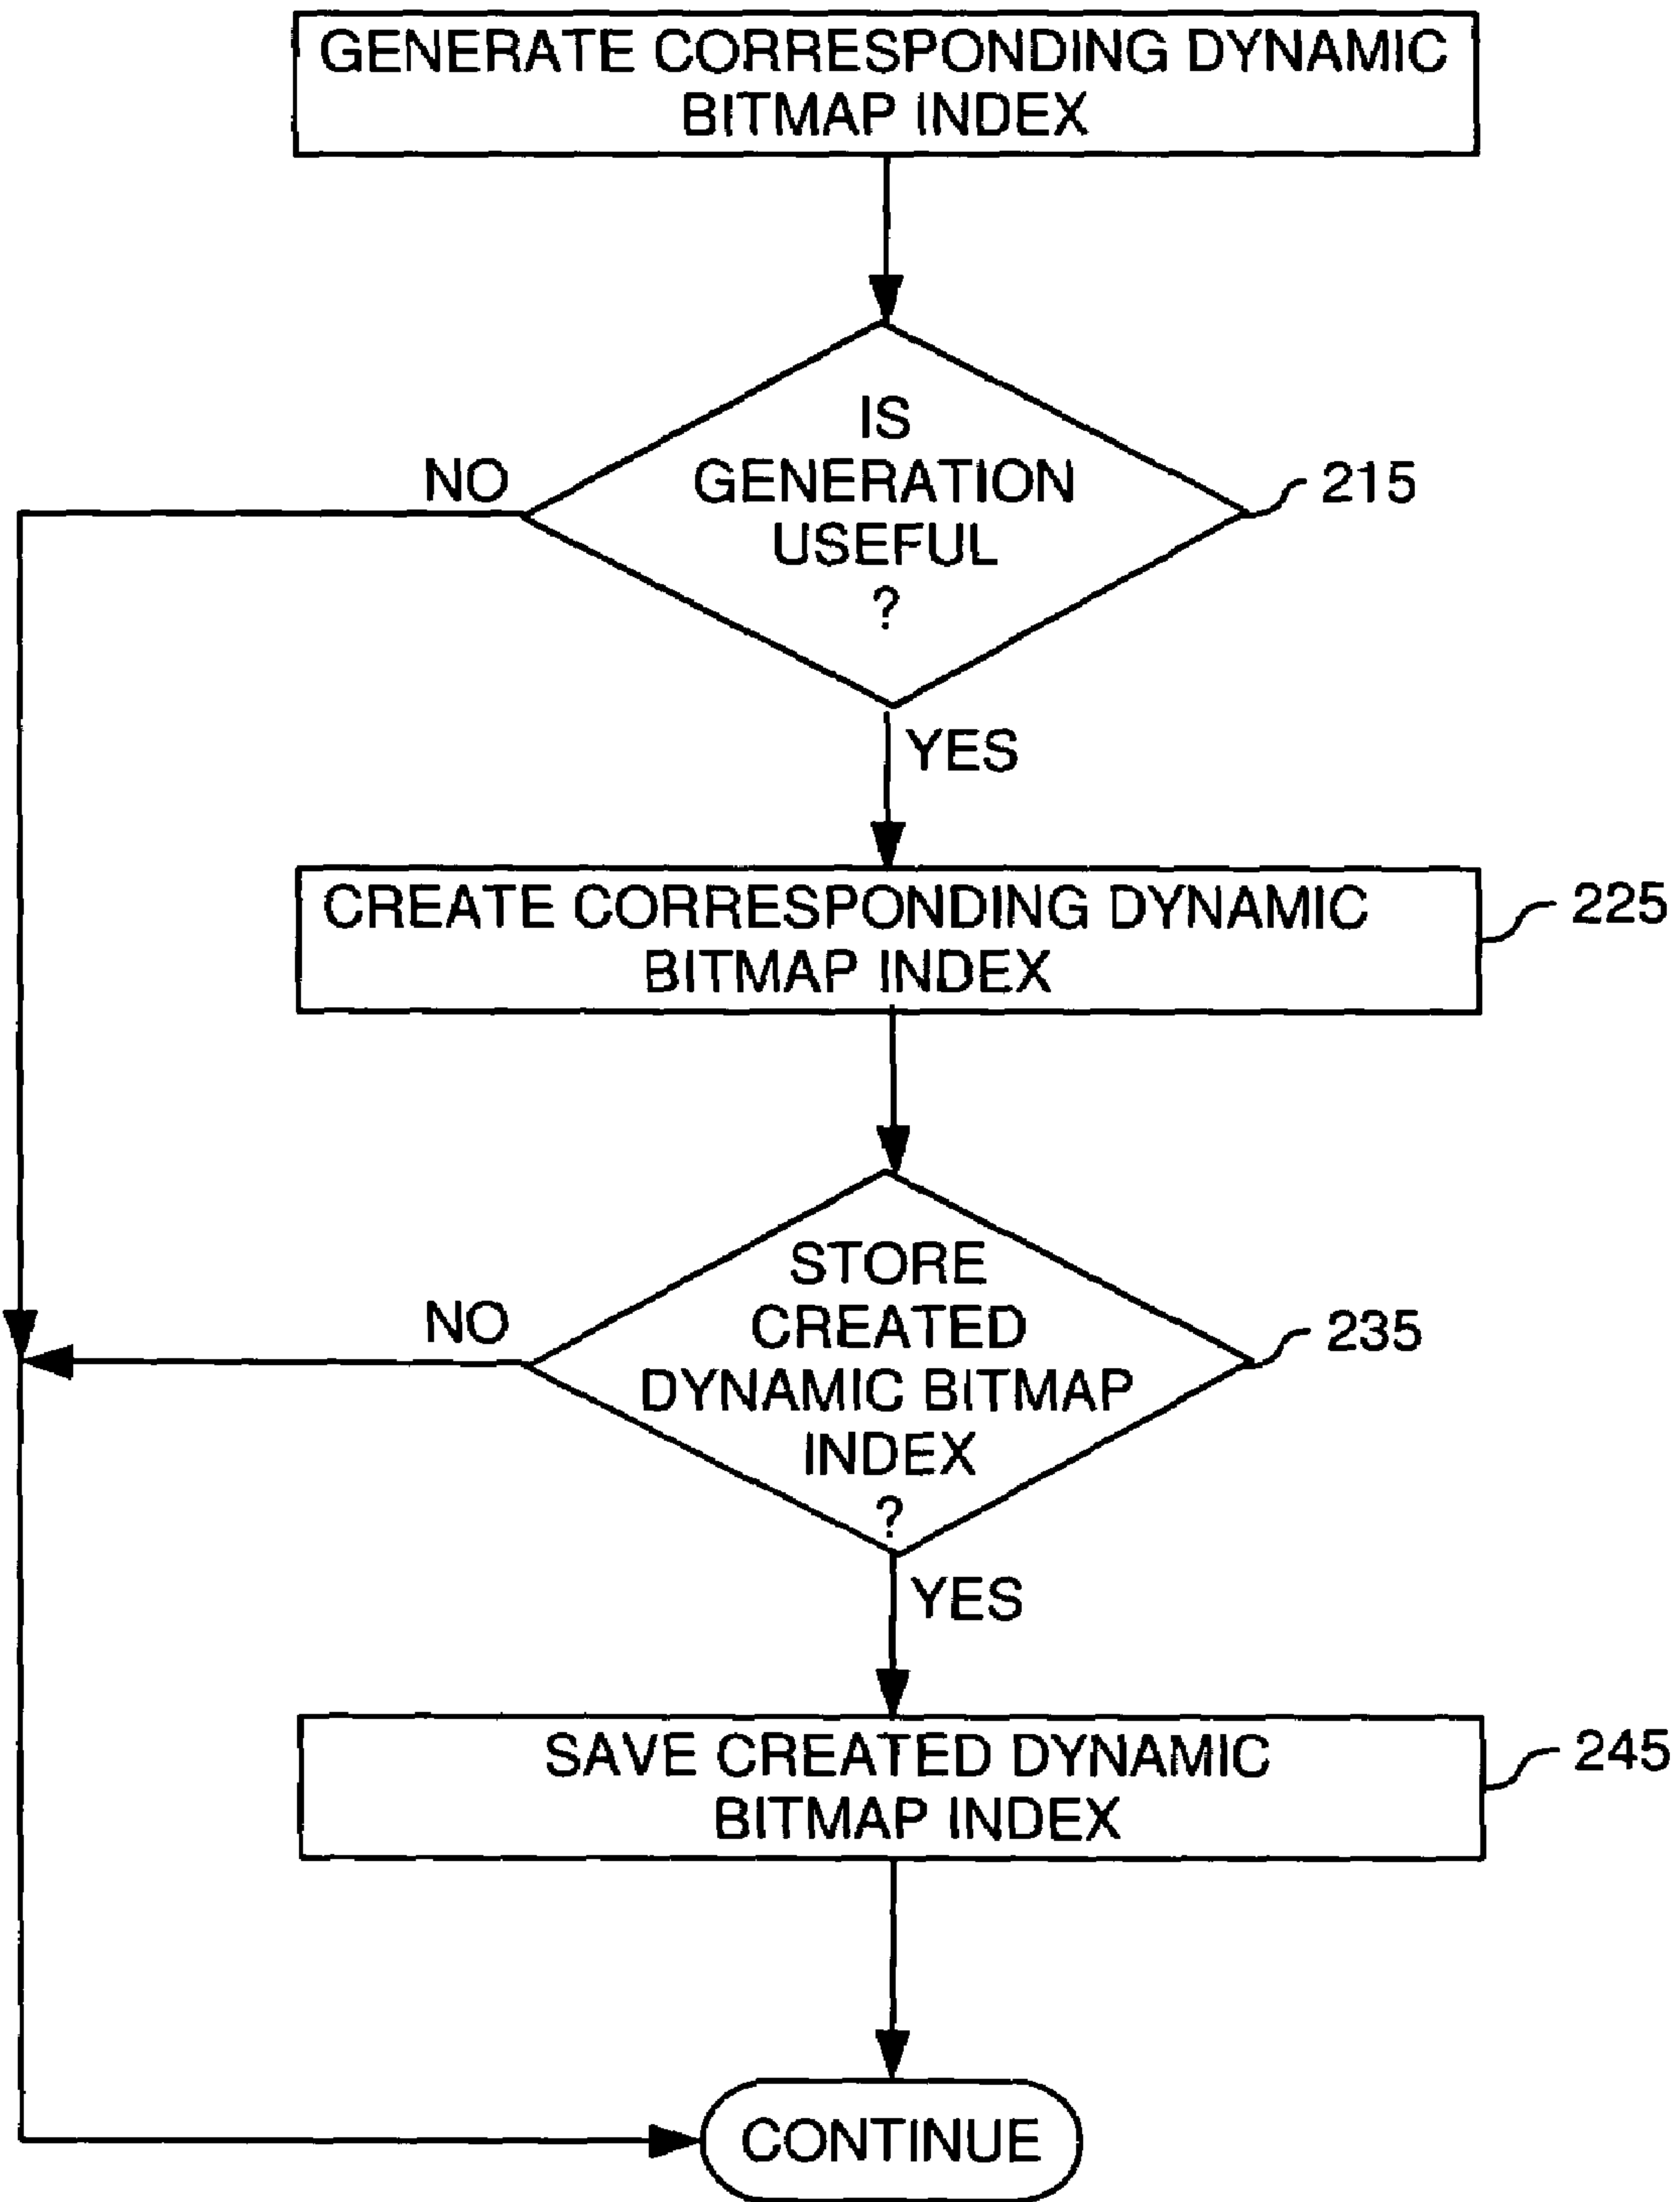 GENERATE CORRESPONDING DYNAMIC
BITMAP INDEX
IS
GENERATION
USEFUL
?
NO
215
YES
CREATE CORRESPONDING DYNAMIC
BITMAP INDEX
225
STORE
CREATED
DYNAMIC BITMAP
INDEX
?
NO
235
YES
SAVE CREATED DYNAMIC
BITMAP INDEX
245
CONTINUE